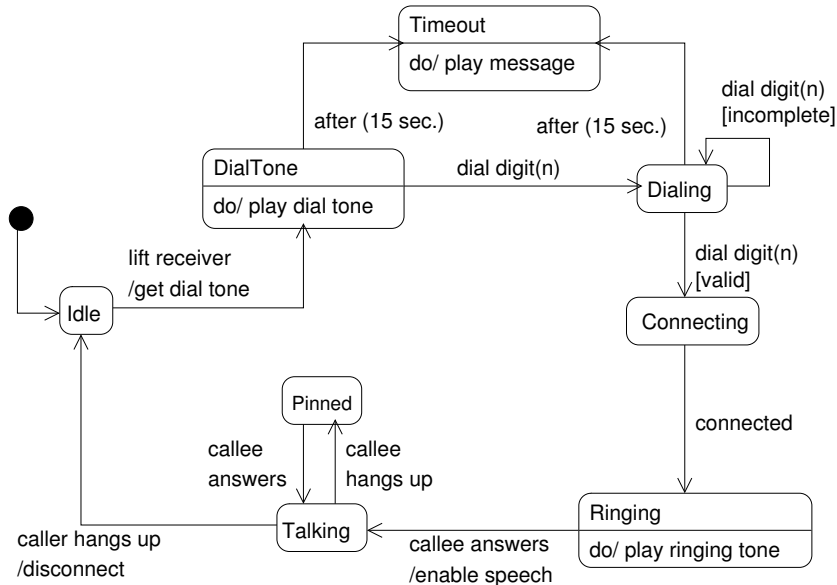 Timeout
do/ play message
dial digit(n)
[incomplete]
after (15 sec.)
after (15 sec.)
DialTone
do/ play dial tone
dial digit(n)
Dialing
lift receiver
/get dial tone
dial digit(n)
[valid]
Idle
Connecting
Pinned
connected
callee
answers
callee
hangs up
Ringing
do/ play ringing tone
Talking
caller hangs up
/disconnect
callee answers
/enable speech